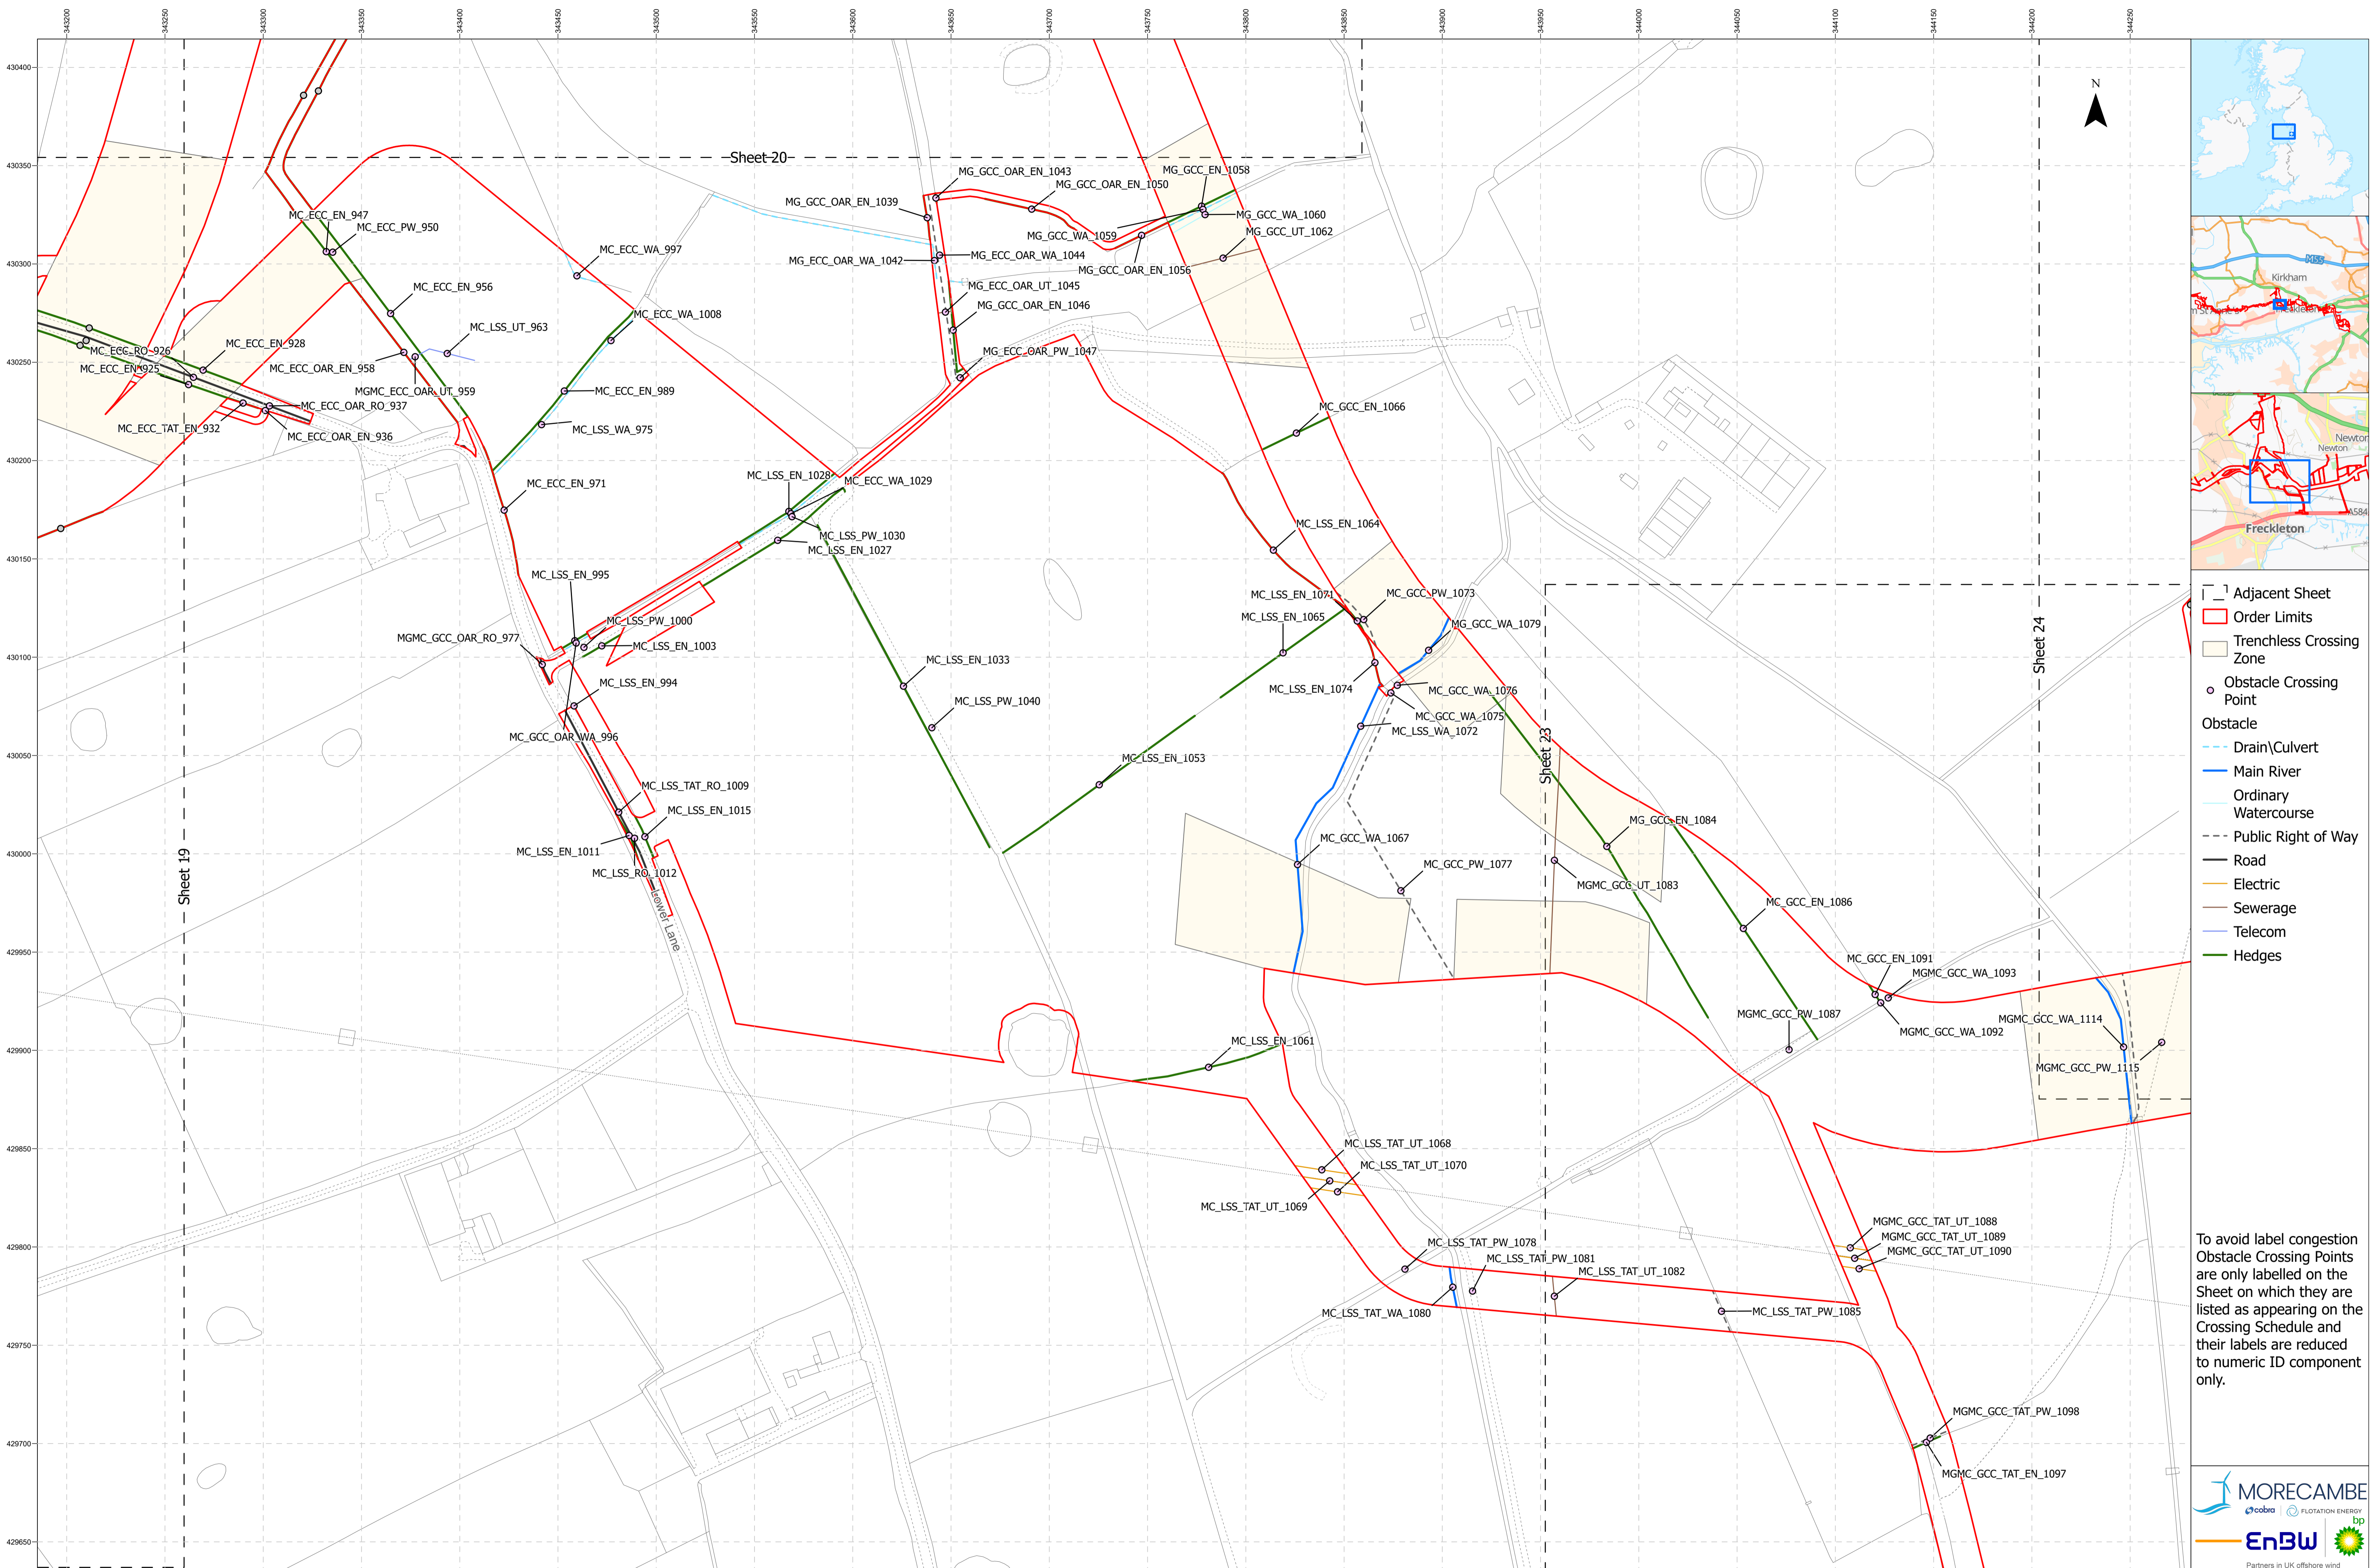 343200
343250
343300
343350
343400
343450
343500
343550
343600
343650
343700
343750
343800
343850
343900
343950
344000
344050
344100
344150
344200
344250
430400
430350
430300
430250
430200
430150
430100
430050
430000
429950
429900
429850
429800
429750
429700
429650
N
Sheet 20
Sheet 19
Sheet 23
Sheet 24
Lower Lane
MC_ECC_EN_947
MC_ECC_PW_950
MC_ECC_EN_956
MC_LSS_UT_963
MC_ECC_RO_926
MC_ECC_EN_928
MC_ECC_EN_925
MC_ECC_OAR_EN_958
MGMC_ECC_OAR_UT_959
MC_ECC_OAR_RO_937
MC_ECC_TAT_EN_932
MC_ECC_OAR_EN_936
MC_ECC_WA_997
MC_ECC_WA_1008
MC_ECC_EN_989
MC_LSS_WA_975
MC_ECC_EN_971
MG_GCC_OAR_EN_1043
MG_GCC_OAR_EN_1050
MG_GCC_OAR_EN_1039
MG_GCC_EN_1058
MG_GCC_WA_1060
MG_GCC_WA_1059
MG_GCC_UT_1062
MG_ECC_OAR_WA_1044
MG_ECC_OAR_WA_1042
MG_GCC_OAR_EN_1056
MG_ECC_OAR_UT_1045
MG_GCC_OAR_EN_1046
MG_ECC_OAR_PW_1047
MC_GCC_EN_1066
MC_LSS_EN_1028
MC_ECC_WA_1029
MC_LSS_PW_1030
MC_LSS_EN_1027
MC_LSS_EN_1064
MC_LSS_EN_995
MC_LSS_PW_1000
MC_LSS_EN_1003
MGMC_GCC_OAR_RO_977
MC_LSS_EN_994
MC_GCC_OAR_WA_996
MC_LSS_EN_1071
MC_GCC_PW_1073
MC_LSS_EN_1065
MG_GCC_WA_1079
MC_LSS_EN_1033
MC_LSS_PW_1040
MC_LSS_EN_1074
MC_GCC_WA_1076
MC_GCC_WA_1075
MC_LSS_WA_1072
MC_LSS_EN_1053
MC_LSS_TAT_RO_1009
MC_LSS_EN_1015
MC_LSS_EN_1011
MC_LSS_RO_1012
MC_GCC_WA_1067
MC_GCC_PW_1077
MG_GCC_EN_1084
MGMC_GCC_UT_1083
MC_GCC_EN_1086
MC_GCC_EN_1091
MGMC_GCC_WA_1093
MGMC_GCC_PW_1087
MGMC_GCC_WA_1092
MGMC_GCC_WA_1114
MGMC_GCC_PW_1115
MC_LSS_EN_1061
MC_LSS_TAT_UT_1068
MC_LSS_TAT_UT_1070
MC_LSS_TAT_UT_1069
MC_LSS_TAT_PW_1078
MC_LSS_TAT_PW_1081
MC_LSS_TAT_UT_1082
MC_LSS_TAT_WA_1080
MC_LSS_TAT_PW_1085
MGMC_GCC_TAT_UT_1088
MGMC_GCC_TAT_UT_1089
MGMC_GCC_TAT_UT_1090
MGMC_GCC_TAT_PW_1098
MGMC_GCC_TAT_EN_1097
M55
Kirkham
Freckleton
Newton
Newton
A584
Freckleton
Adjacent Sheet
Order Limits
Trenchless Crossing
Zone
Obstacle Crossing
Point
Obstacle
Drain\Culvert
Main River
Ordinary
Watercourse
Public Right of Way
Road
Electric
Sewerage
Telecom
Hedges
To avoid label congestion
Obstacle Crossing Points
are only labelled on the
Sheet on which they are
listed as appearing on the
Crossing Schedule and
their labels are reduced
to numeric ID component
only.
MORECAMBE
cobra
FLOTATION ENERGY
EnBW
bp
Partners in UK offshore wind